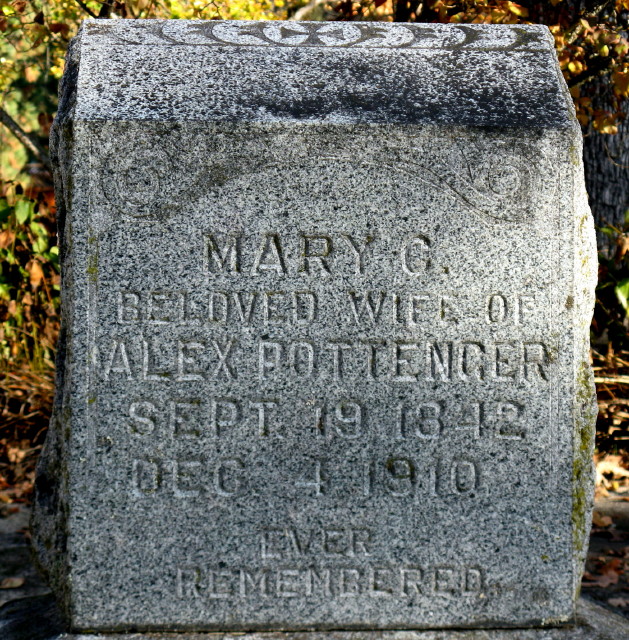 MARY C.
BELOVED WIFE OF
ALEX POTTENGER
SEPT. 19 1842
DEC 4 1910
EVER
REMEMBERED